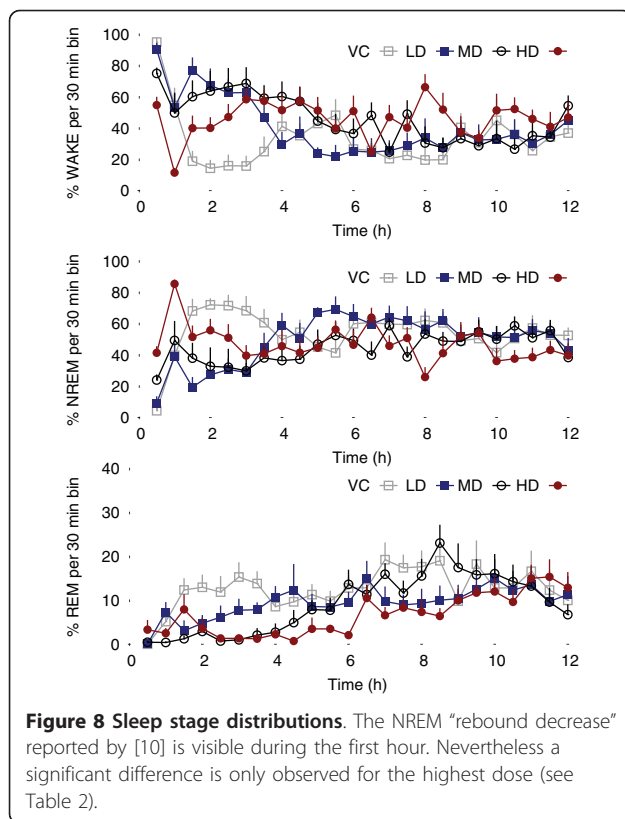 % WAKE per 30 min bin
100
80
60
40
20
0
VC LD MD HD
0 2 4 6 8 10 12
Time (h)
% NREM per 30 min bin
100
80
60
40
20
0
VC LD MD HD
0 2 4 6 8 10 12
Time (h)
% REM per 30 min bin
40
30
20
10
0
VC LD MD HD
0 2 4 6 8 10 12
Time (h)
Figure 8 Sleep stage distributions. The NREM “rebound decrease”
reported by [10] is visible during the first hour. Nevertheless a
significant difference is only observed for the highest dose (see
Table 2).